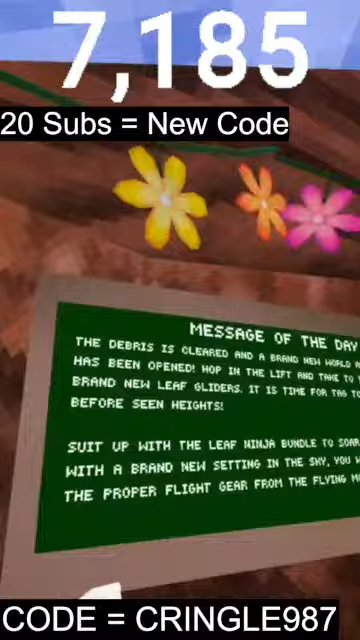 7,185
20 Subs = New Code
MESSAGE OF THE DAY
THE DEBRIS IS CLEARED AND A BRAND NEW WORLD
HAS BEEN OPENED! HOP IN THE LIFT AND TAKE TO
BRAND NEW LEAF GLIDERS. IT IS TIME FOR TAG
BEFORE SEEN HEIGHTS!
SUIT UP WITH THE LEAF NINJA BUNDLE TO SOAR
WITH A BRAND NEW SETTING IN THE SKY, YOU
THE PROPER FLIGHT GEAR FROM THE FLYING
CODE = CRINGLE987